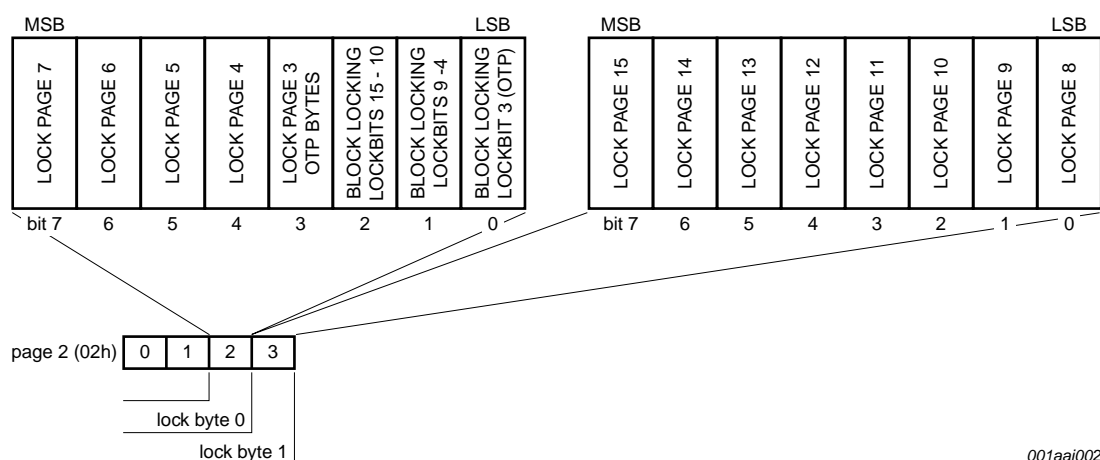 MSB
LSB
MSB
LSB
LOCK PAGE 7
LOCK PAGE 6
LOCK PAGE 5
LOCK PAGE 4
LOCK PAGE 3
OTP BYTES
BLOCK LOCKING
LOCKBITS 15 - 10
BLOCK LOCKING
LOCKBITS 9 -4
BLOCK LOCKING
LOCKBIT 3 (OTP)
LOCK PAGE 15
LOCK PAGE 14
LOCK PAGE 13
LOCK PAGE 12
LOCK PAGE 11
LOCK PAGE 10
LOCK PAGE 9
LOCK PAGE 8
bit 7 6 5 4 3 2 1 0
bit 7 6 5 4 3 2 1 0
page 2 (02h) 0 1 2 3
lock byte 0
lock byte 1
001aaj002